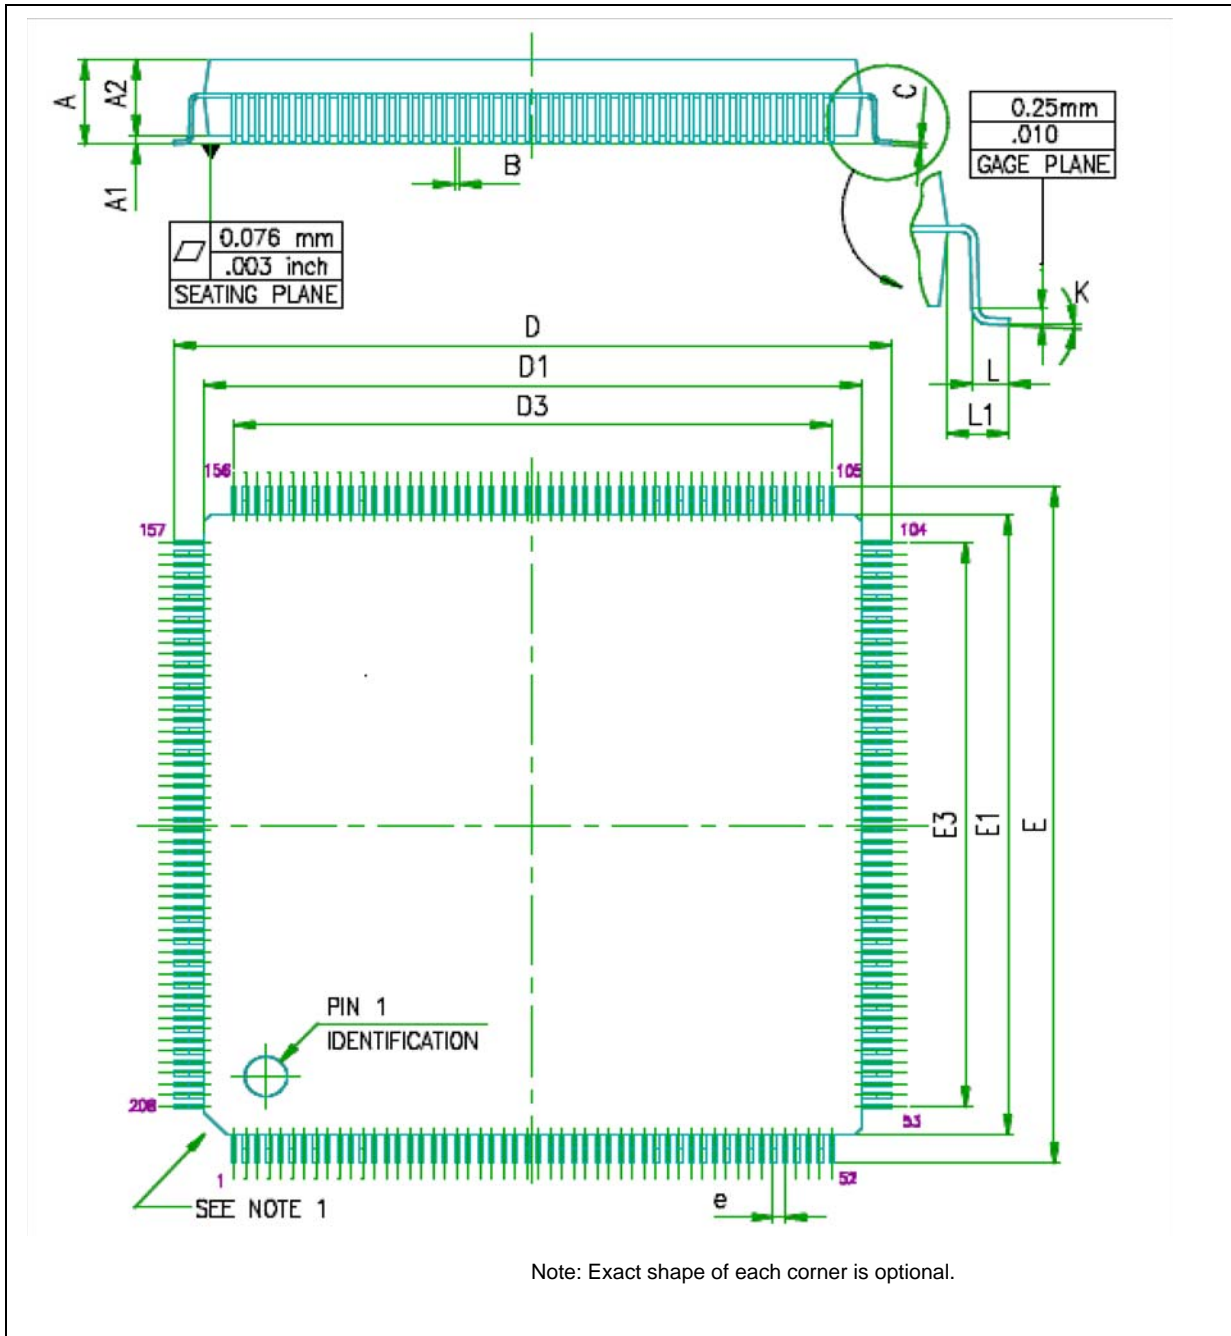 A
A2
A1
B
C
0.25mm
.010
GAGE PLANE
0.076 mm
.003 inch
SEATING PLANE
K
L
L1
D
D1
D3
156
105
157
104
E3
E1
E
PIN 1
IDENTIFICATION
208
53
1
52
SEE NOTE 1
e
Note: Exact shape of each corner is optional.